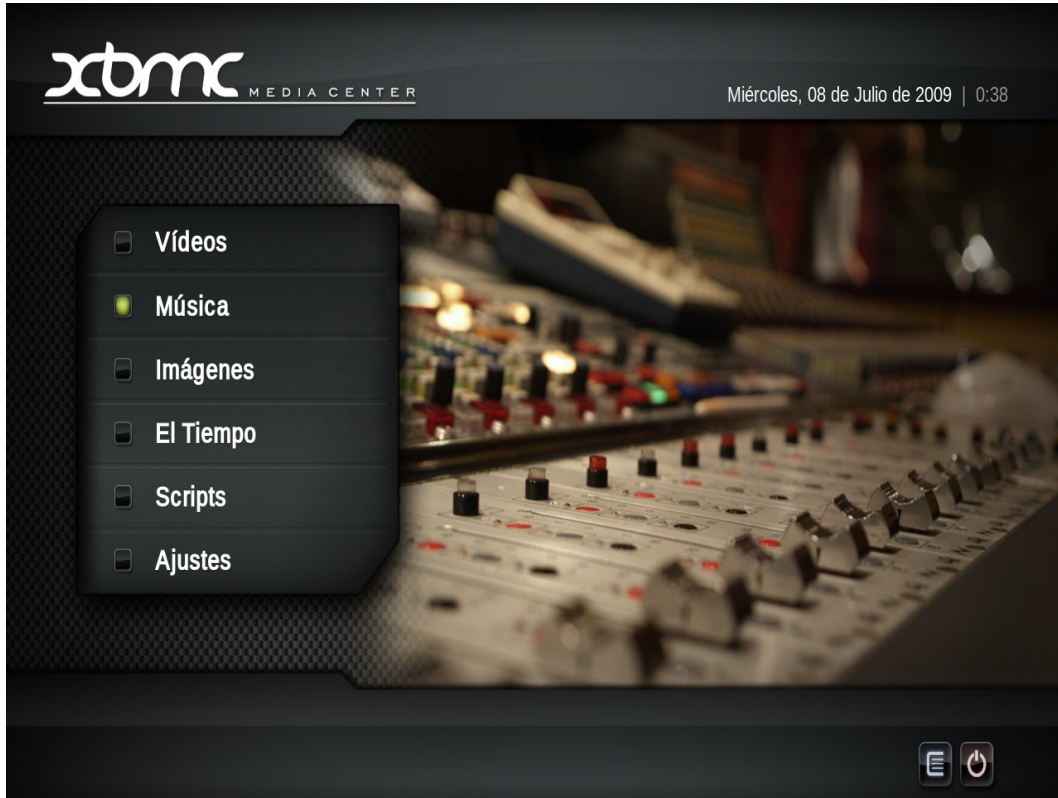 xbmc MEDIA CENTER
Miércoles, 08 de Julio de 2009 | 0:38
Vídeos
Música
Imágenes
El Tiempo
Scripts
Ajustes